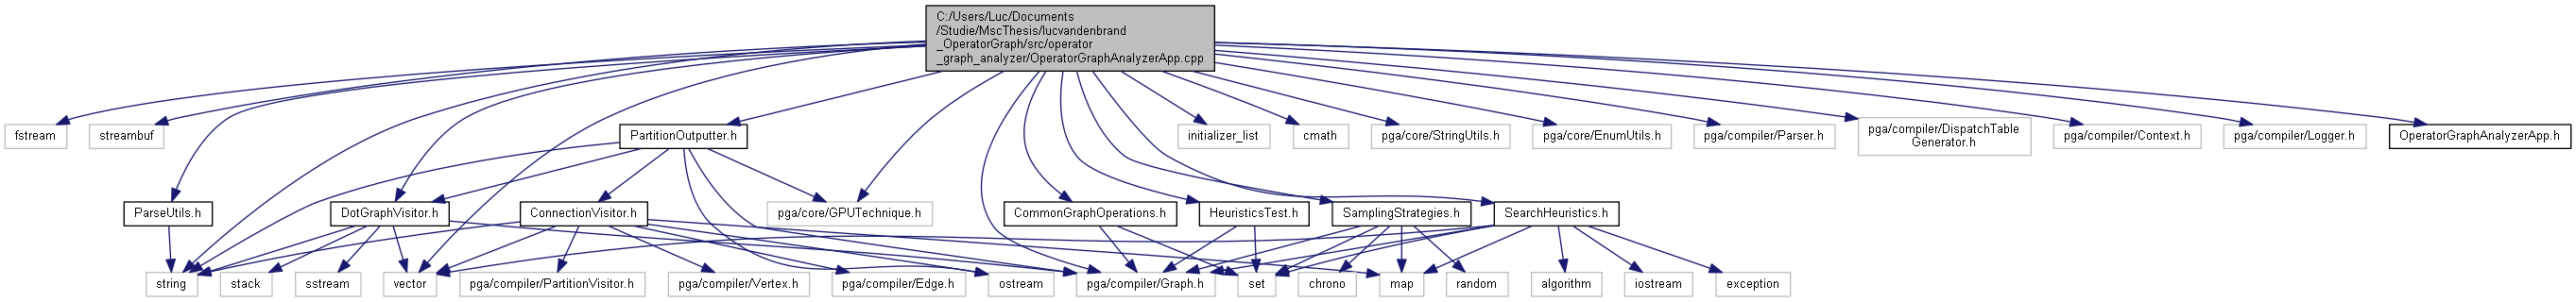 C:/Users/Luc/Documents
/Studie/MscThesis/lucvandenbrand
_OperatorGraph/src/operator
_graph_analyzer/OperatorGraphAnalyzerApp.cpp
fstream
streambuf
PartitionOutputter.h
initializer_list
cmath
pga/core/StringUtils.h
pga/core/EnumUtils.h
pga/compiler/Parser.h
pga/compiler/DispatchTable
Generator.h
pga/compiler/Context.h
pga/compiler/Logger.h
OperatorGraphAnalyzerApp.h
ParseUtils.h
DotGraphVisitor.h
ConnectionVisitor.h
pga/core/GPUTechnique.h
CommonGraphOperations.h
HeuristicsTest.h
SamplingStrategies.h
SearchHeuristics.h
string
stack
sstream
vector
pga/compiler/PartitionVisitor.h
pga/compiler/Vertex.h
pga/compiler/Edge.h
ostream
pga/compiler/Graph.h
set
chrono
map
random
algorithm
iostream
exception